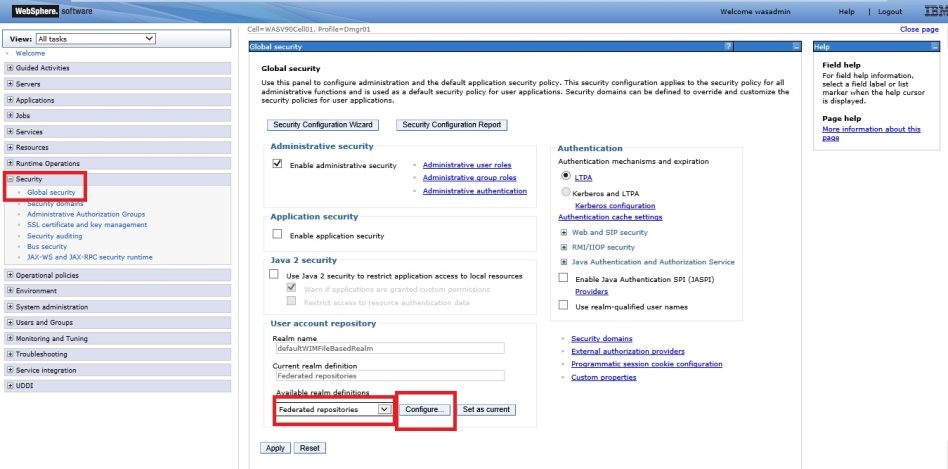 WebSphere. software
Welcome wasadmin
Help | Logout
IBM
View: All tasks
Welcome
Guided Activities
Servers
Applications
Jobs
Services
Resources
Runtime Operations
Security
Global security
Security domains
Administrative Authorization Groups
SSL certificate and key management
Security auditing
Bus security
JAX-WS and JAX-RPC security runtime
Operational policies
Environment
System administration
Users and Groups
Monitoring and Tuning
Troubleshooting
Service integration
UDDI
Cell=WASV90Cell01, Profile=Dmgr01
Close page
Global security
?
Global security
Use this panel to configure administration and the default application security policy. This security configuration applies to the security policy for all
administrative functions and is used as a default security policy for user applications. Security domains can be defined to override and customize the
security policies for user applications.
Security Configuration Wizard
Security Configuration Report
Administrative security
Enable administrative security
Administrative user roles
Administrative group roles
Administrative authentication
Application security
Enable application security
Java 2 security
Use Java 2 security to restrict application access to local resources
Warn if applications are granted custom permissions
Restrict access to resource authentication data
User account repository
Realm name
defaultWIMFileBasedRealm
Current realm definition
Federated repositories
Available realm definitions
Federated repositories
Configure...
Set as current
Apply
Reset
Authentication
Authentication mechanisms and expiration
LTPA
Kerberos and LTPA
Kerberos configuration
Authentication cache settings
Web and SIP security
RMI/IIOP security
Java Authentication and Authorization Service
Enable Java Authentication SPI (JASPI)
Providers
Use realm-qualified user names
Security domains
External authorization providers
Programmatic session cookie configuration
Custom properties
Help
Field help
For field help information,
select a field label or list
marker when the help cursor
is displayed.
Page help
More information about this
page